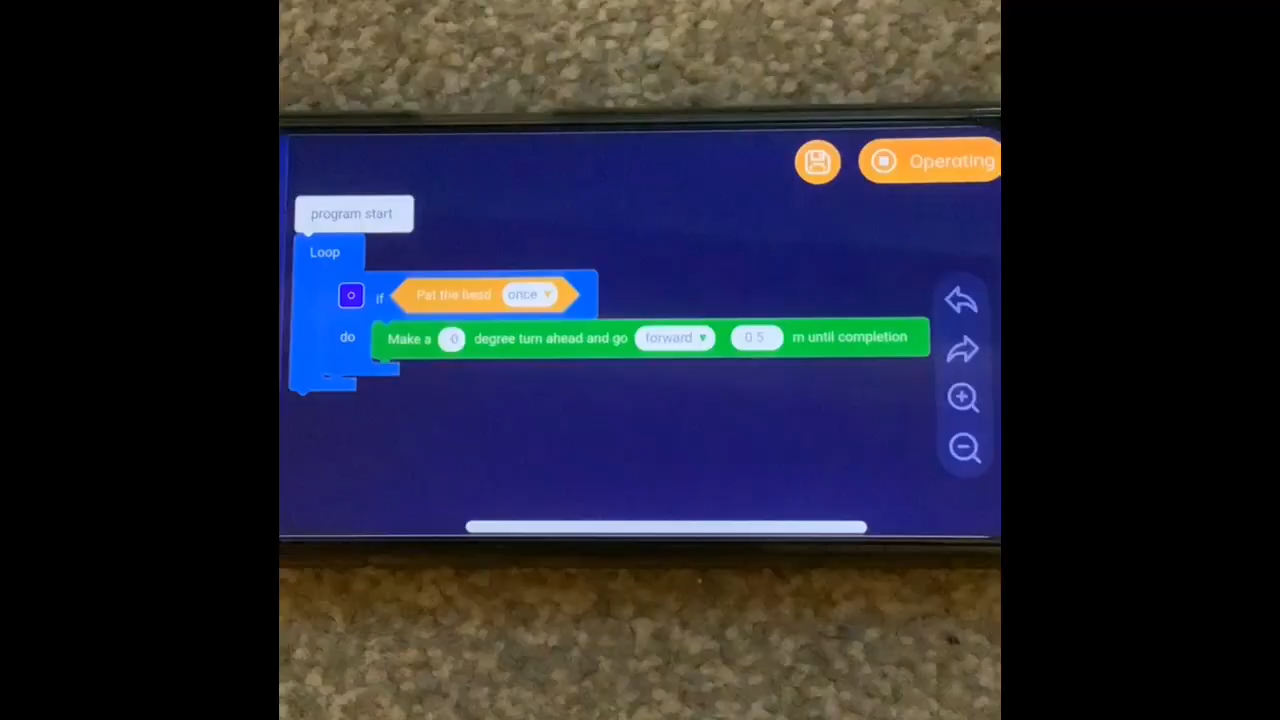 Operating
program start
Loop
if Pat the head once
do Make a 0 degree turn ahead and go forward 0.5 m until completion